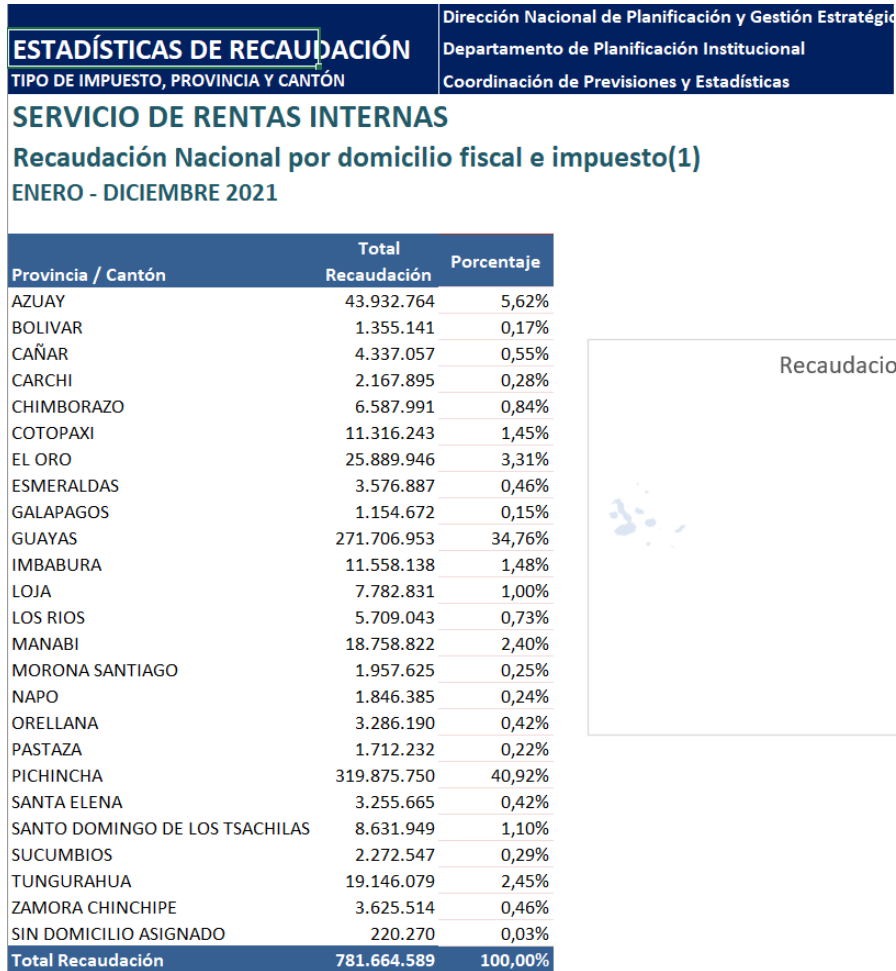 ESTADÍSTICAS DE RECAUDACIÓN
TIPO DE IMPUESTO, PROVINCIA Y CANTÓN
Dirección Nacional de Planificación y Gestión Estratégic
Departamento de Planificación Institucional
Coordinación de Previsiones y Estadísticas
SERVICIO DE RENTAS INTERNAS
Recaudación Nacional por domicilio fiscal e impuesto(1)
ENERO - DICIEMBRE 2021
Provincia / Cantón Total Recaudación Porcentaje
AZUAY 43.932.764 5,62%
BOLIVAR 1.355.141 0,17%
CAÑAR 4.337.057 0,55%
CARCHI 2.167.895 0,28%
CHIMBORAZO 6.587.991 0,84%
COTOPAXI 11.316.243 1,45%
EL ORO 25.889.946 3,31%
ESMERALDAS 3.576.887 0,46%
GALAPAGOS 1.154.672 0,15%
GUAYAS 271.706.953 34,76%
IMBABURA 11.558.138 1,48%
LOJA 7.782.831 1,00%
LOS RIOS 5.709.043 0,73%
MANABI 18.758.822 2,40%
MORONA SANTIAGO 1.957.625 0,25%
NAPO 1.846.385 0,24%
ORELLANA 3.286.190 0,42%
PASTAZA 1.712.232 0,22%
PICHINCHA 319.875.750 40,92%
SANTA ELENA 3.255.665 0,42%
SANTO DOMINGO DE LOS TSACHILAS 8.631.949 1,10%
SUCUMBIOS 2.272.547 0,29%
TUNGURAHUA 19.146.079 2,45%
ZAMORA CHINCHIPE 3.625.514 0,46%
SIN DOMICILIO ASIGNADO 220.270 0,03%
Total Recaudación 781.664.589 100,00%
Recaudacio